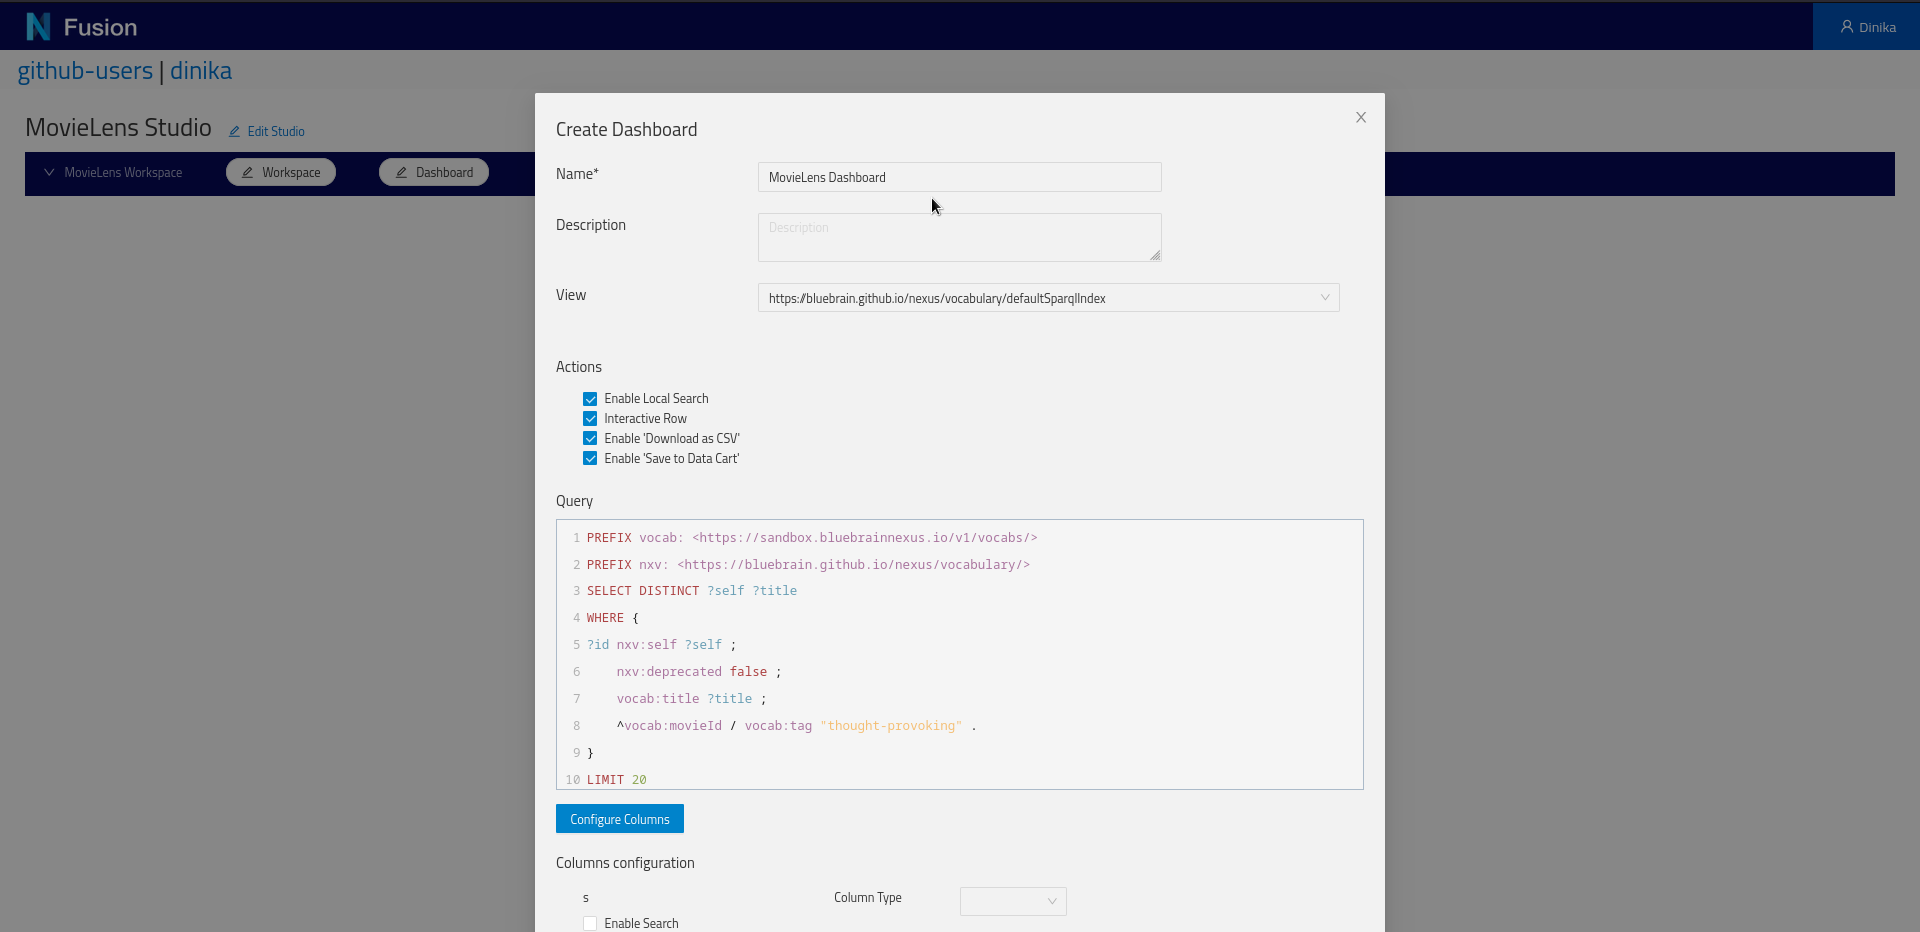 Fusion
Dinika
github-users | dinika
MovieLens Studio
Edit Studio
MovieLens Workspace
Workspace
Dashboard
Create Dashboard
Name*
MovieLens Dashboard
Description
Description
View
https://bluebrain.github.io/nexus/vocabulary/defaultSparqlIndex
Actions
Enable Local Search
Interactive Row
Enable 'Download as CSV'
Enable 'Save to Data Cart'
Query
1 PREFIX vocab: <https://sandbox.bluebrainnexus.io/v1/vocabs/>
2 PREFIX nxv: <https://bluebrain.github.io/nexus/vocabulary/>
3 SELECT DISTINCT ?self ?title
4 WHERE {
5 ?id nxv:self ?self ;
6     nxv:deprecated false ;
7     vocab:title ?title ;
8     ^vocab:movieId / vocab:tag "thought-provoking" .
9 }
10 LIMIT 20
Configure Columns
Columns configuration
s
Column Type
Enable Search